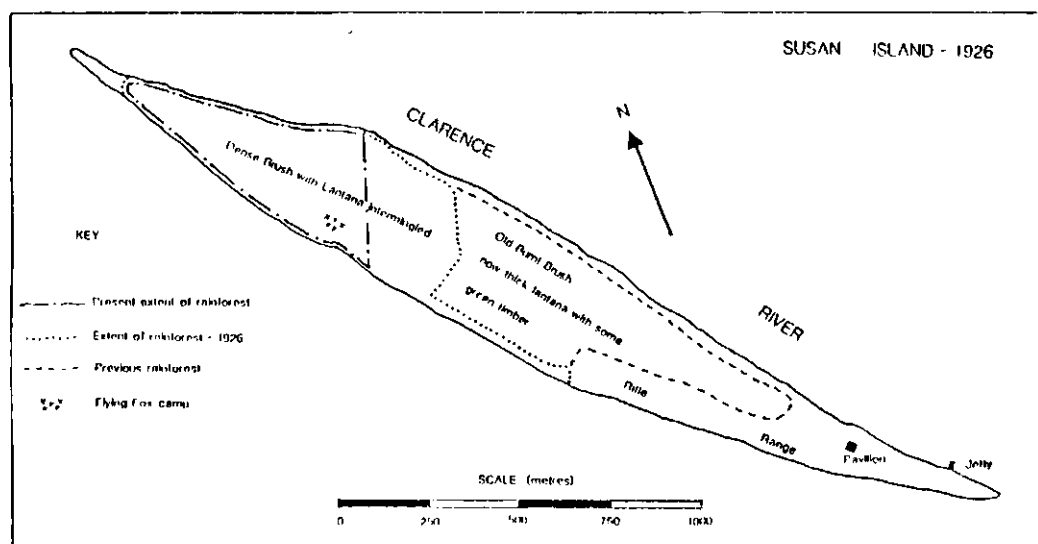 SUSAN ISLAND - 1926
CLARENCE
N
Dense Brush with Lantana Intermingled
KEY
Old Burnt Brush
now thick lantana with some
green timber
RIVER
Present extent of rainforest
Extent of rainforest - 1926
Previous rainforest
Flying Fox camp
Rifle
Range
Pavilion
Jetty
SCALE (metres)
0 250 500 750 1000